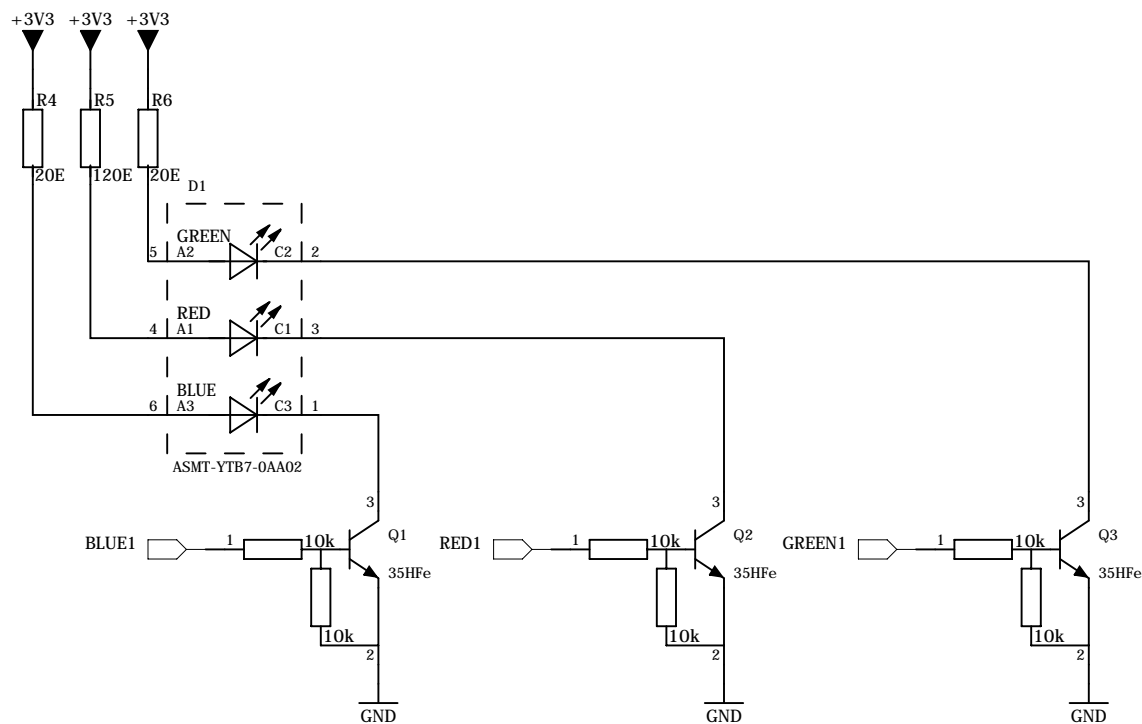 +3V3 +3V3 +3V3
R4 R5 R6
20E 120E 20E
D1
GREEN
5 A2 C2 2
RED
4 A1 C1 3
BLUE
6 A3 C3 1
ASMT-YTB7-0AA02
3 3 3
BLUE1 1 10k Q1 RED1 1 10k Q2 GREEN1 1 10k Q3
35HFe 35HFe 35HFe
10k 10k 10k
2 2 2
GND GND GND